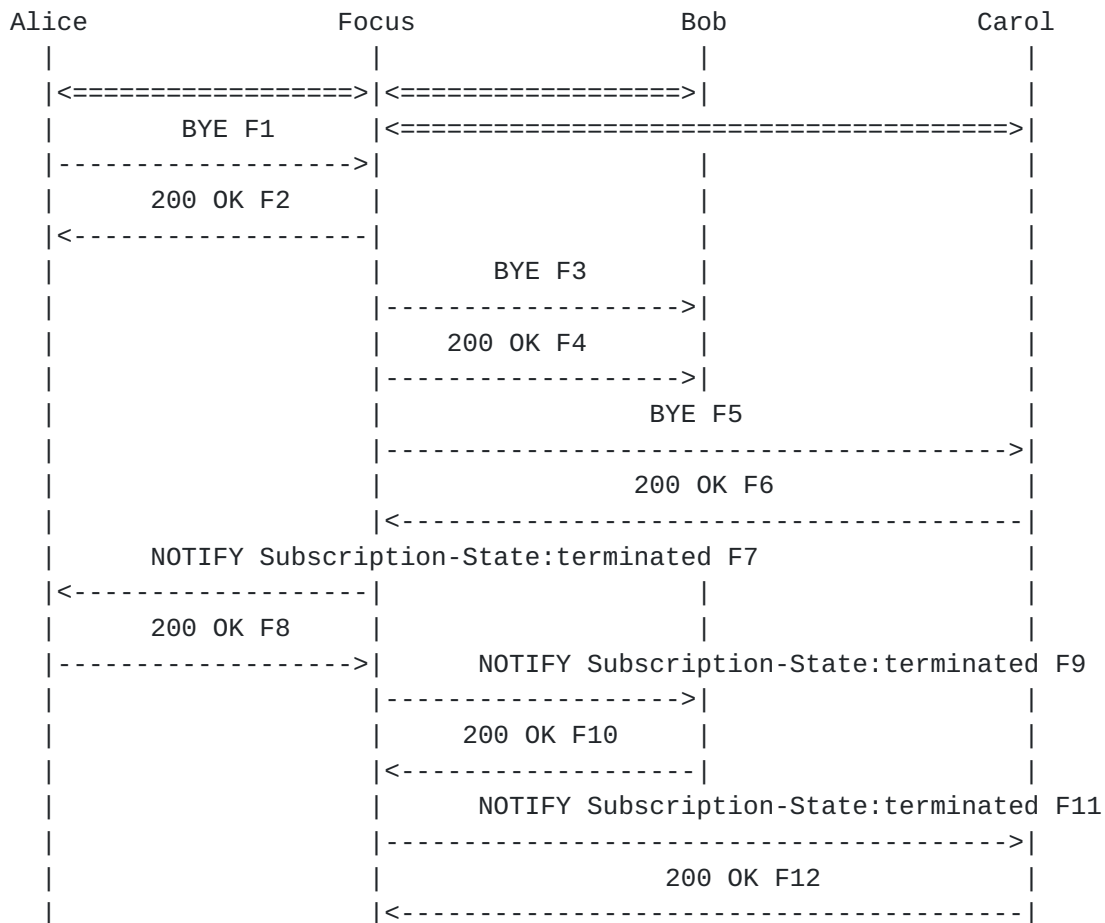 Alice                Focus                 Bob                Carol
  |                    |                    |                    |
  |<==================>|<==================>|                    |
  |        BYE F1      |<=======================================>|
  |------------------->|                    |                    |
  |      200 OK F2     |                    |                    |
  |<-------------------|                    |                    |
  |                    |       BYE F3       |                    |
  |                    |------------------->|                    |
  |                    |    200 OK F4       |                    |
  |                    |------------------->|                    |
  |                    |                 BYE F5                  |
  |                    |---------------------------------------->|
  |                    |                200 OK F6                |
  |                    |<----------------------------------------|
  |      NOTIFY Subscription-State:terminated F7                 |
  |<-------------------|                    |                    |
  |      200 OK F8     |                    |                    |
  |------------------->|      NOTIFY Subscription-State:terminated F9
  |                    |------------------->|                    |
  |                    |     200 OK F10     |                    |
  |                    |<-------------------|                    |
  |                    |      NOTIFY Subscription-State:terminated F11
  |                    |---------------------------------------->|
  |                    |                  200 OK F12             |
  |                    |<----------------------------------------|